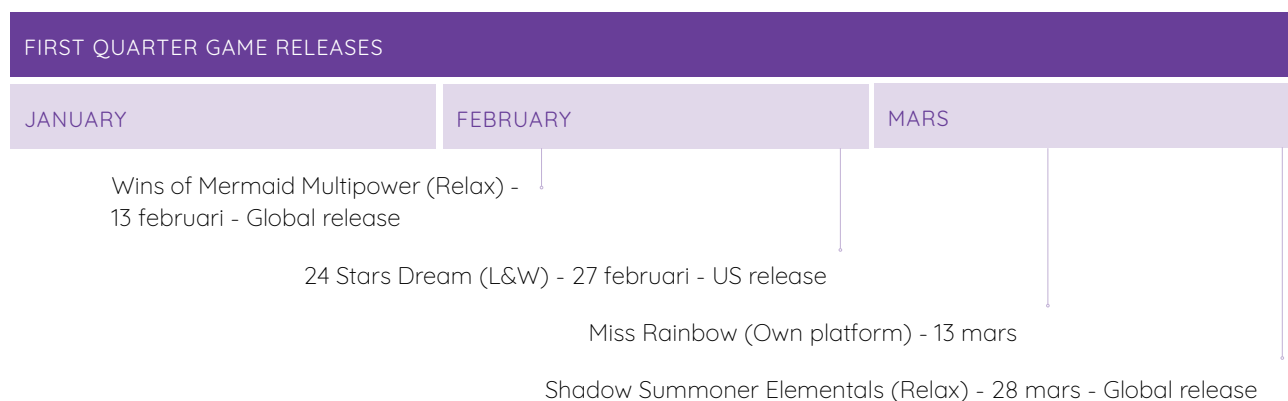 FIRST QUARTER GAME RELEASES
JANUARY
FEBRUARY
MARS
Wins of Mermaid Multipower (Relax) -
13 februari - Global release
24 Stars Dream (L&W) - 27 februari - US release
Miss Rainbow (Own platform) - 13 mars
Shadow Summoner Elementals (Relax) - 28 mars - Global release